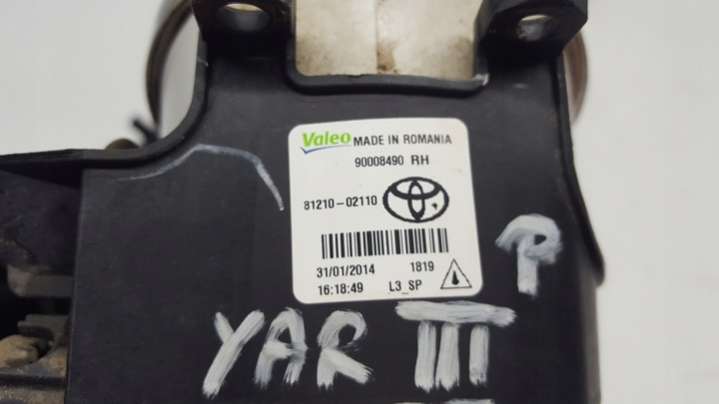 Valeo MADE IN ROMANIA
90008490 RH
81210-02110
31/01/2014 1819
16:18:49 L3_SP
P
YAR III